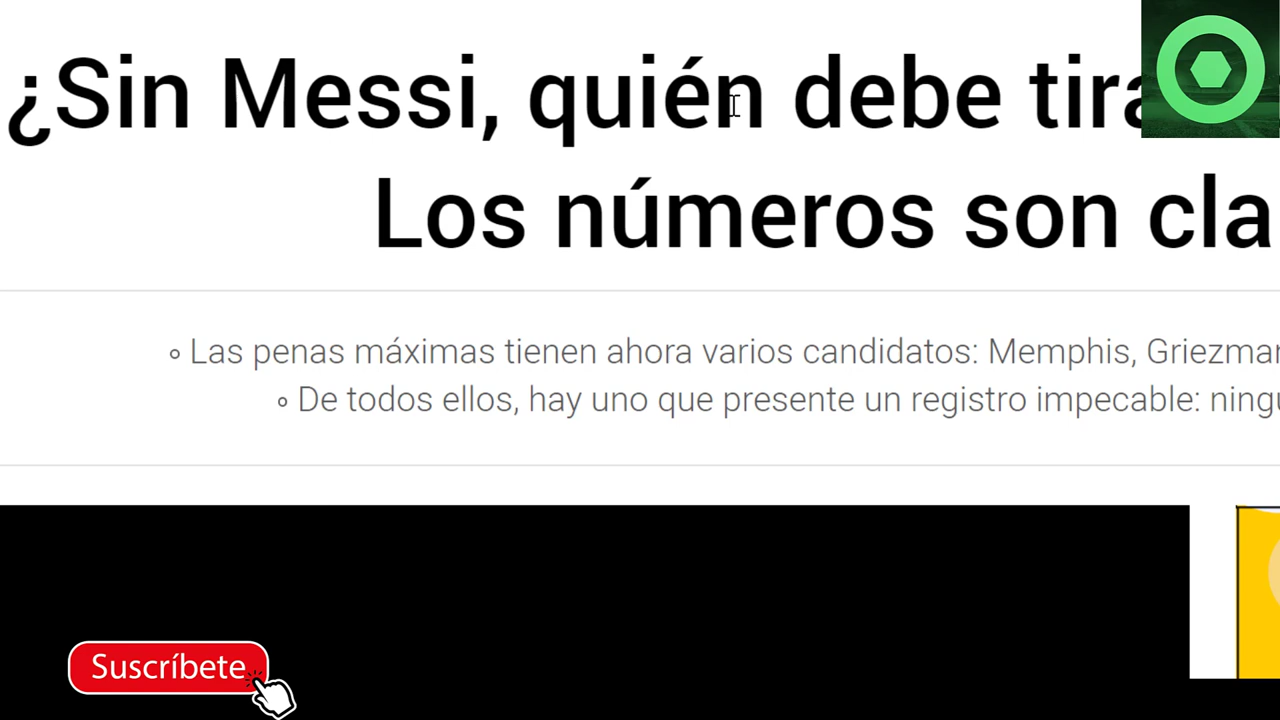 ¿Sin Messi, quién debe tira
Los números son cla
◦ Las penas máximas tienen ahora varios candidatos: Memphis, Griezman
◦ De todos ellos, hay uno que presente un registro impecable: ningu
Suscríbete